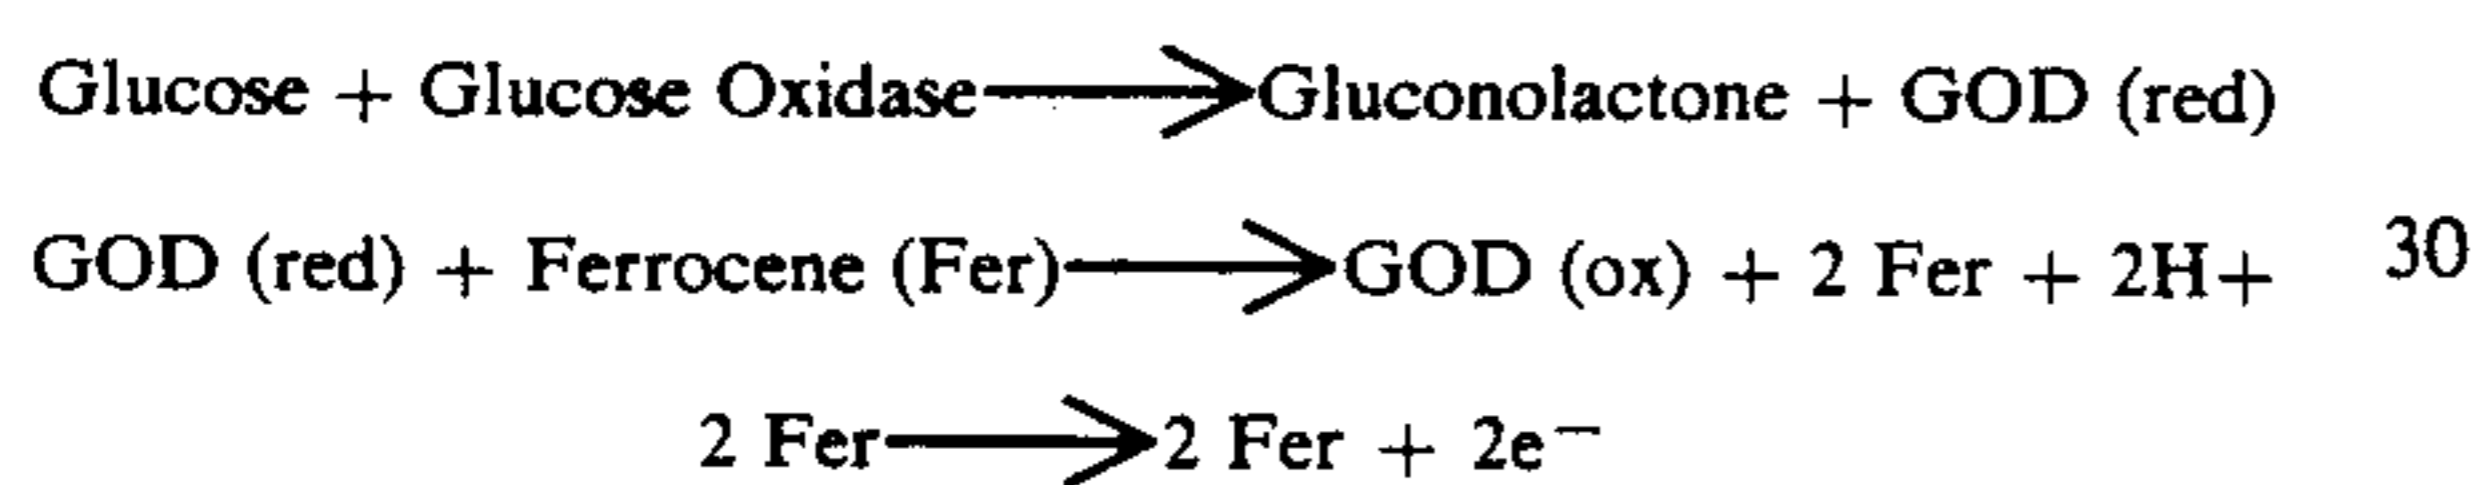 Glucose + Glucose Oxidase⟶Gluconolactone + GOD (red)
GOD (red) + Ferrocene (Fer)⟶GOD (ox) + 2 Fer + 2H+ 30
2 Fer⟶2 Fer + 2e⁻